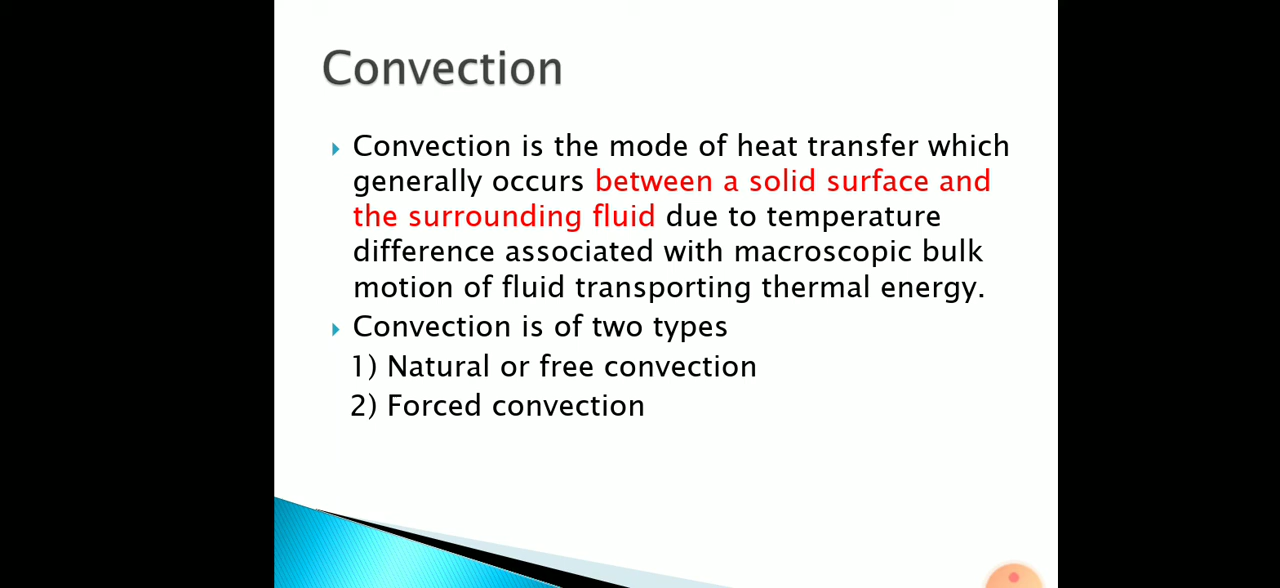 Convection
Convection is the mode of heat transfer which
generally occurs between a solid surface and
the surrounding fluid due to temperature
difference associated with macroscopic bulk
motion of fluid transporting thermal energy.
Convection is of two types
1) Natural or free convection
2) Forced convection